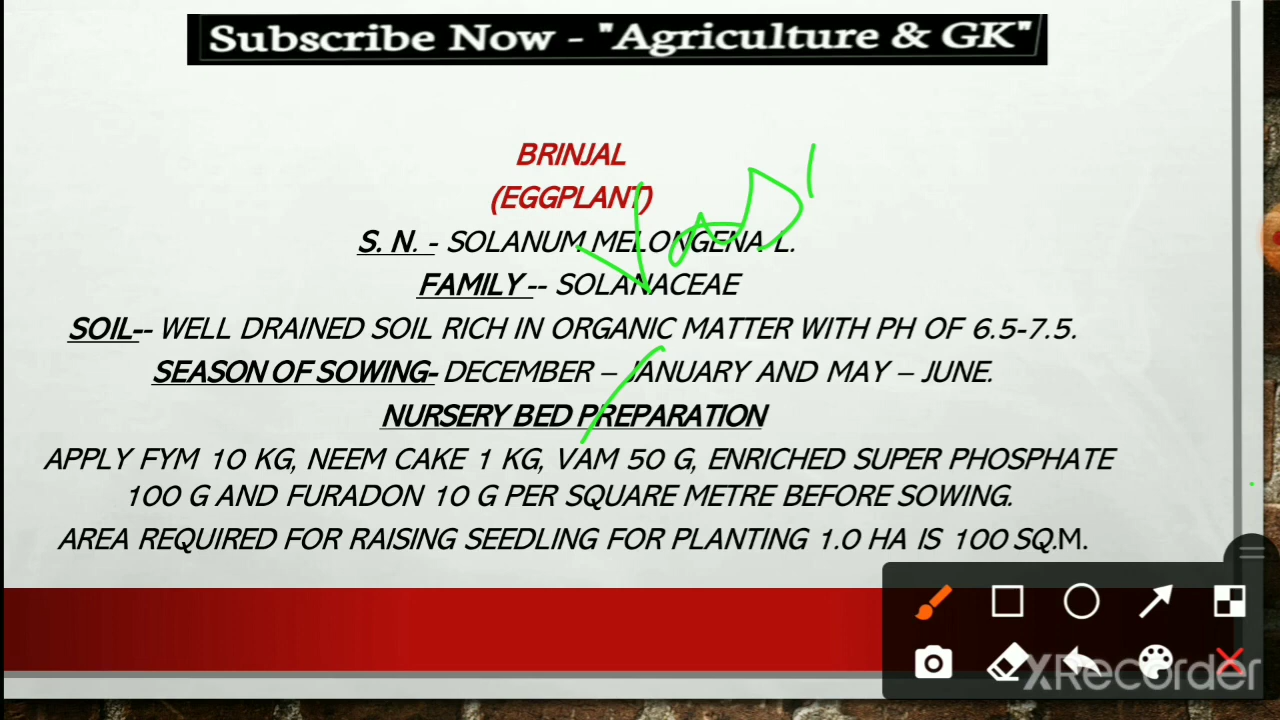 Subscribe Now - "Agriculture & GK"
BRINJAL
(EGGPLANT)
S. N. - SOLANUM MELONGENA L.
FAMILY -- SOLANACEAE
SOIL-- WELL DRAINED SOIL RICH IN ORGANIC MATTER WITH PH OF 6.5-7.5.
SEASON OF SOWING- DECEMBER – JANUARY AND MAY – JUNE.
NURSERY BED PREPARATION
APPLY FYM 10 KG, NEEM CAKE 1 KG, VAM 50 G, ENRICHED SUPER PHOSPHATE
100 G AND FURADON 10 G PER SQUARE METRE BEFORE SOWING.
AREA REQUIRED FOR RAISING SEEDLING FOR PLANTING 1.0 HA IS 100 SQ.M.
XRecorder